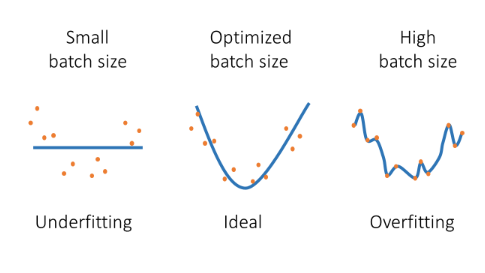 Small
batch size
Optimized
batch size
High
batch size
Underfitting
Ideal
Overfitting